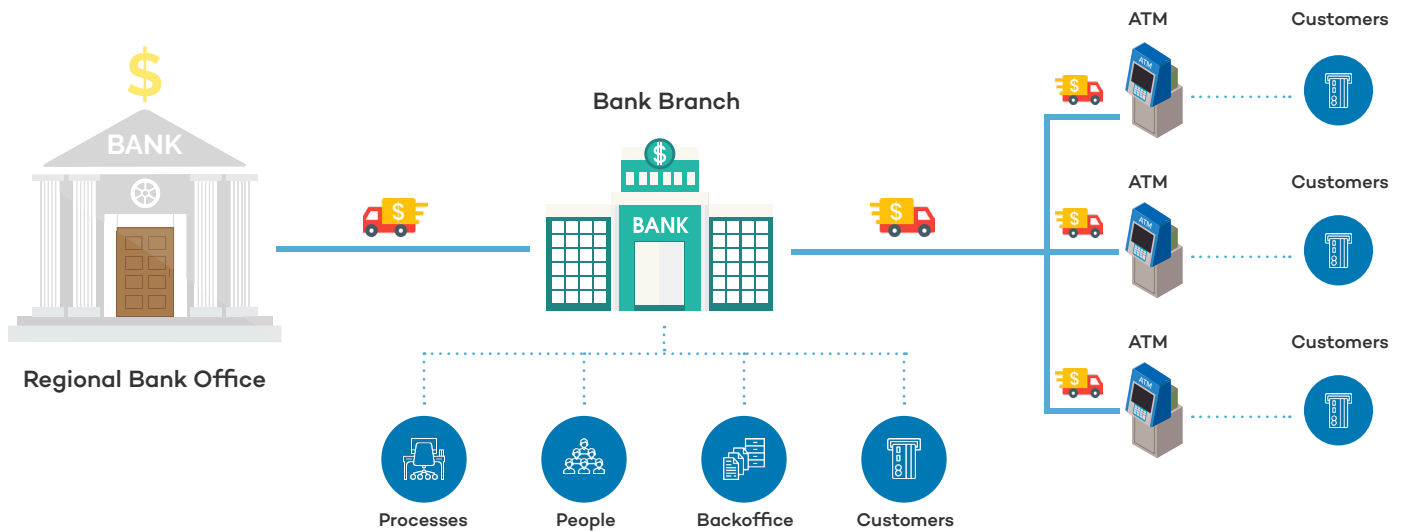 ATM
Customers
$
ATM
$
Bank Branch
BANK
$
ATM
Customers
$
BANK
$
$
ATM
$
ATM
Customers
Regional Bank Office
$
ATM
Processes
People
Backoffice
Customers